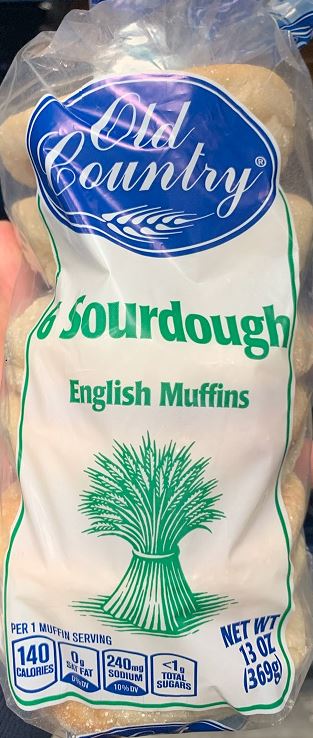 Old
Country®
6 Sourdough
English Muffins
PER 1 MUFFIN SERVING
140
CALORIES
0g
SAT FAT
0% DV
240mg
SODIUM
10% DV
<1g
TOTAL
SUGARS
NET WT
13 OZ
(369g)